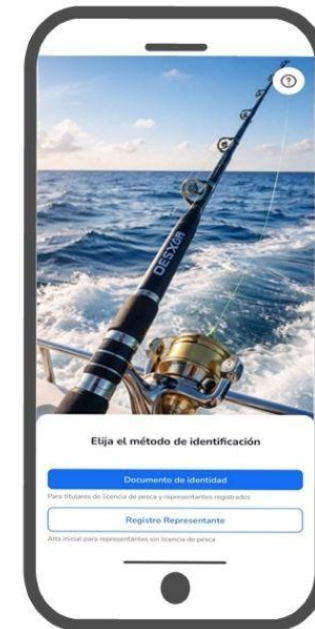 ?
DESXGR
Elija el método de identificación
Documento de identidad
Para titulares de licencia de pesca y representantes registrados
Registro Representante
Alta inicial para representantes sin licencia de pesca